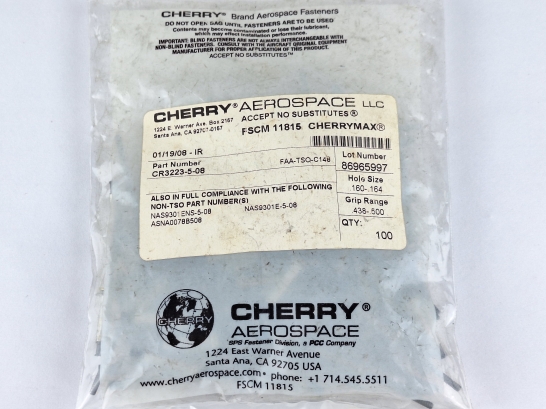 CHERRY® Brand Aerospace Fasteners
DO NOT OPEN BAG UNTIL FASTENERS ARE TO BE USED
Contents may become contaminated or lose their lubricant,
which may effect installation performance.
IMPORTANT: BLIND FASTENERS ARE NOT ALWAYS INTERCHANGEABLE WITH
NON-BLIND FASTENERS. CONSULT WITH THE AIRCRAFT ORIGINAL EQUIPMENT
MANUFACTURER FOR PROPER APPLICATION OF THIS PRODUCT.
ACCEPT NO SUBSTITUTES™
CHERRY® AEROSPACE LLC
1224 E. Warner Ave. Box 2157
Santa Ana, CA 92707-0157
ACCEPT NO SUBSTITUTES®
FSCM 11815 CHERRYMAX®
01/19/08 - IR
Part Number
CR3223-5-08
FAA-TSO-C148
Lot Number
86965997
Hole Size
.160-.164
Grip Range
.438-.500
QTY:
100
ALSO IN FULL COMPLIANCE WITH THE FOLLOWING
NON-TSO PART NUMBER(S)
NAS9301ENS-5-08 NAS9301E-5-08
ASNA0078B508
CHERRY
CHERRY®
AEROSPACE
SPS Fastener Division, a PCC Company
1224 East Warner Avenue
Santa Ana, CA 92705 USA
www.cherryaerospace.com • phone: +1 714.545.5511
FSCM 11815